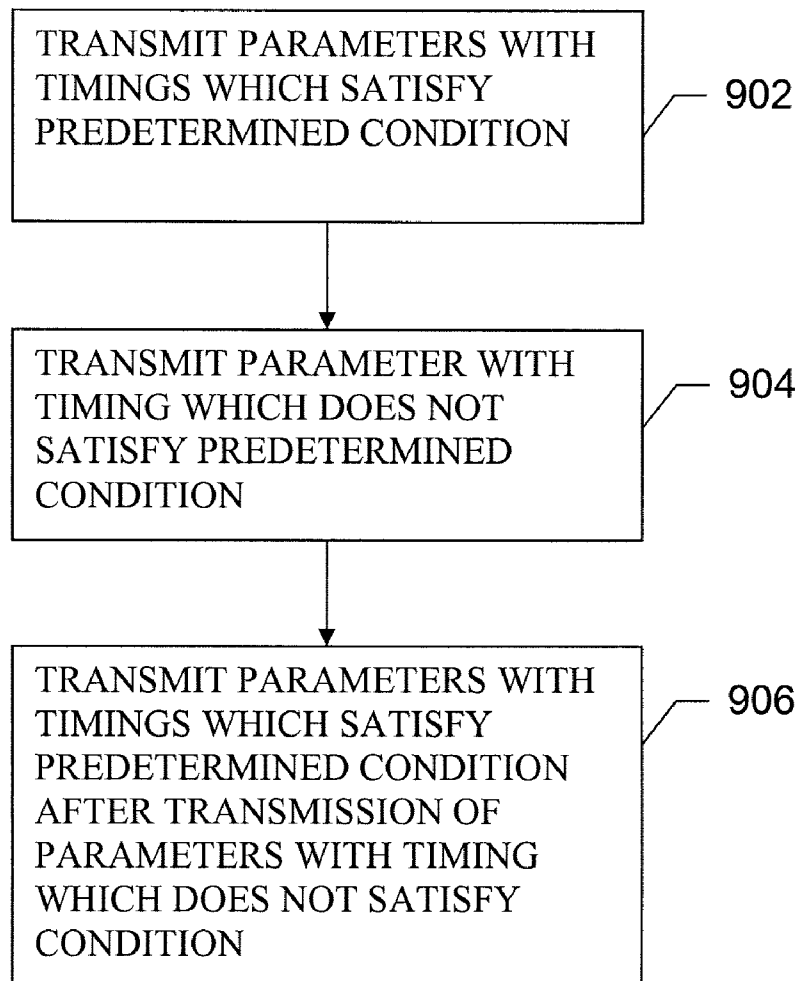 TRANSMIT PARAMETERS WITH
TIMINGS WHICH SATISFY
PREDETERMINED CONDITION
902
TRANSMIT PARAMETER WITH
TIMING WHICH DOES NOT
SATISFY PREDETERMINED
CONDITION
904
TRANSMIT PARAMETERS WITH
TIMINGS WHICH SATISFY
PREDETERMINED CONDITION
AFTER TRANSMISSION OF
PARAMETERS WITH TIMING
WHICH DOES NOT SATISFY
CONDITION
906